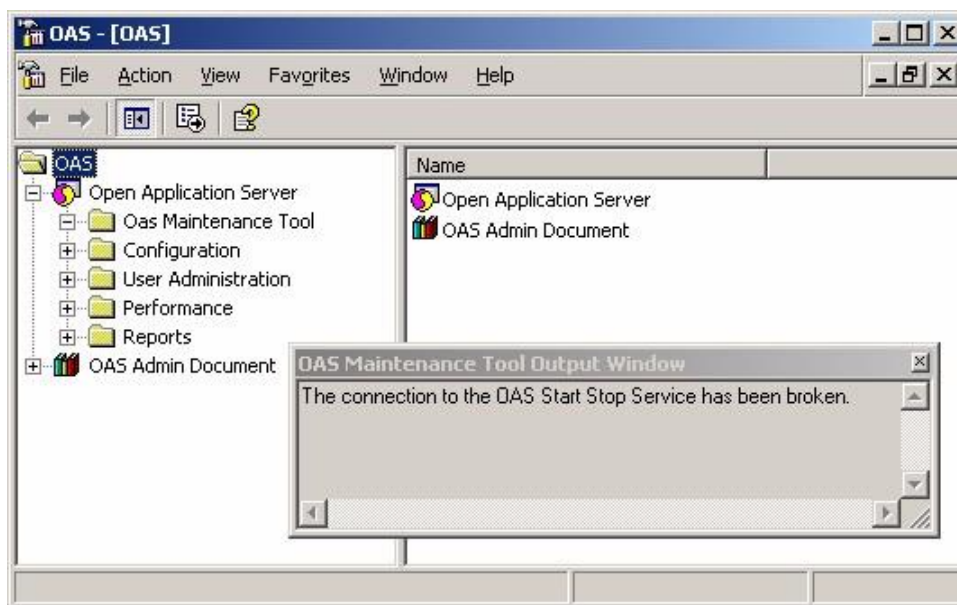 OAS - [OAS]
File Action View Favorites Window Help
OAS
Open Application Server
Oas Maintenance Tool
Configuration
User Administration
Performance
Reports
OAS Admin Document
Name
Open Application Server
OAS Admin Document
OAS Maintenance Tool Output Window
The connection to the OAS Start Stop Service has been broken.